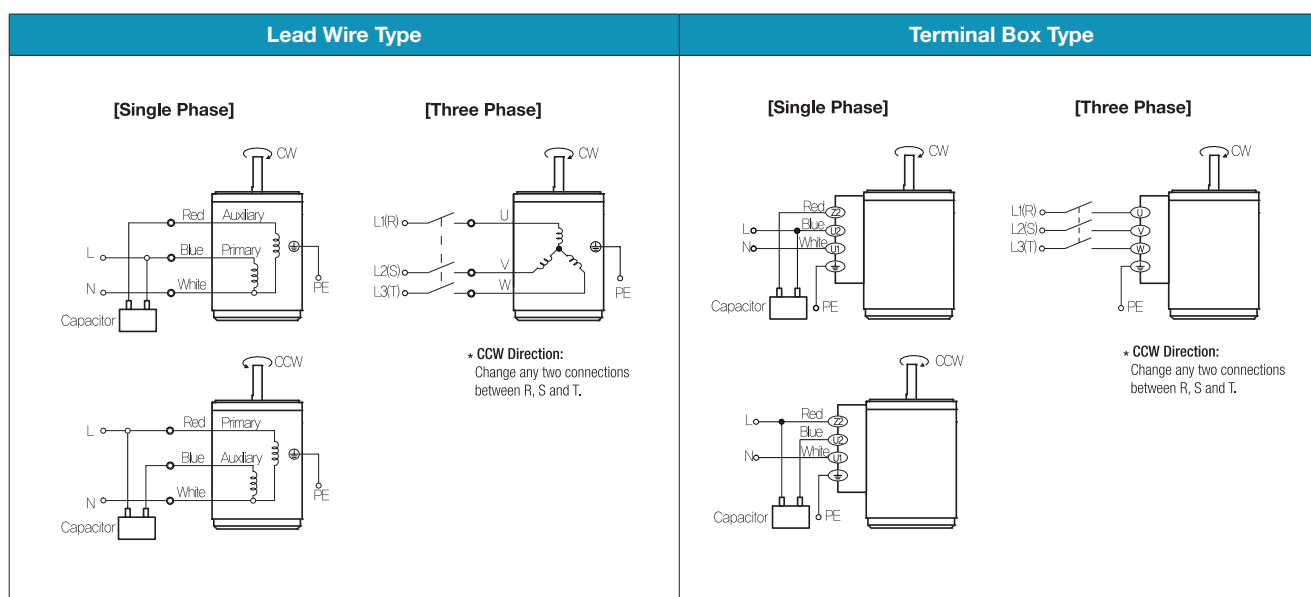 Lead Wire Type
[Single Phase]
[Three Phase]
CW
Red
Auxiliary
Blue
Primary
L
White
N
PE
Capacitor
CW
L1(R)
U
L2(S)
V
L3(T)
W
PE
* CCW Direction:
Change any two connections
between R, S and T.
CCW
Red
Primary
L
Blue
Auxiliary
White
N
PE
Capacitor
Terminal Box Type
[Single Phase]
[Three Phase]
CW
Red
Z2
Blue
L
U2
White
N
U1
PE
Capacitor
CW
L1(R)
U
L2(S)
V
L3(T)
W
PE
* CCW Direction:
Change any two connections
between R, S and T.
CCW
Red
L
Z2
Blue
U2
White
N
U1
PE
Capacitor